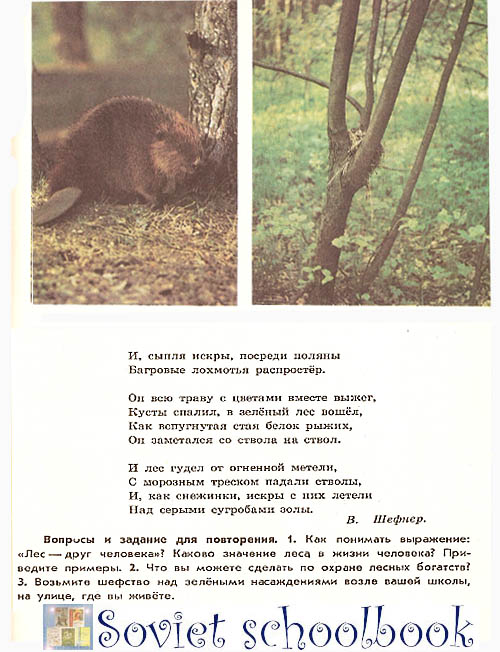 И, сыпля искры, посреди поляны
Багровые лохмотья распростёр.
Он всю траву с цветами вместе выжег,
Кусты спалил, в зелёный лес вошёл,
Как вспугнутая стая белок рыжих,
Он заметался со ствола на ствол.
И лес гудел от огненной метели,
С морозным треском падали стволы,
И, как снежинки, искры с них летели
Над серыми сугробами золы.
В. Шефнер.
Вопросы и задание для повторения. 1. Как понимать выражение:
«Лес — друг человека»? Каково значение леса в жизни человека? При-
ведите примеры. 2. Что вы можете сделать по охране лесных богатств?
3. Возьмите шефство над зелёными насаждениями возле вашей школы,
на улице, где вы живёте.
Soviet schoolbook